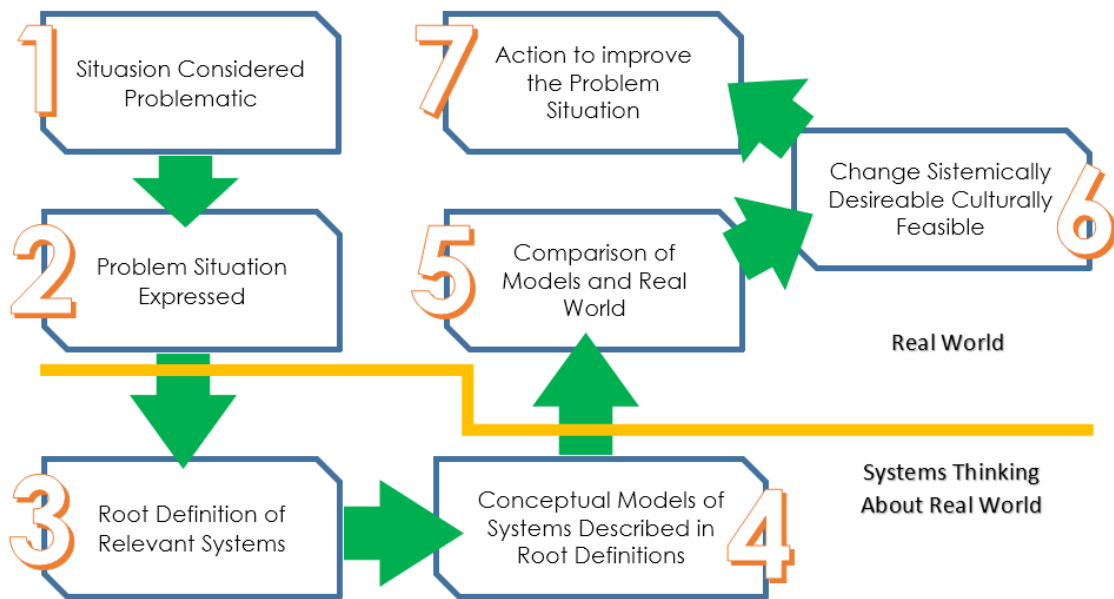 1
Situasion Considered
Problematic
2
Problem Situation
Expressed
3
Root Definition of
Relevant Systems
4
Conceptual Models of
Systems Described in
Root Definitions
5
Comparison of
Models and Real
World
6
Change Sistemically
Desireable Culturally
Feasible
7
Action to improve
the Problem
Situation
Real World
Systems Thinking
About Real World